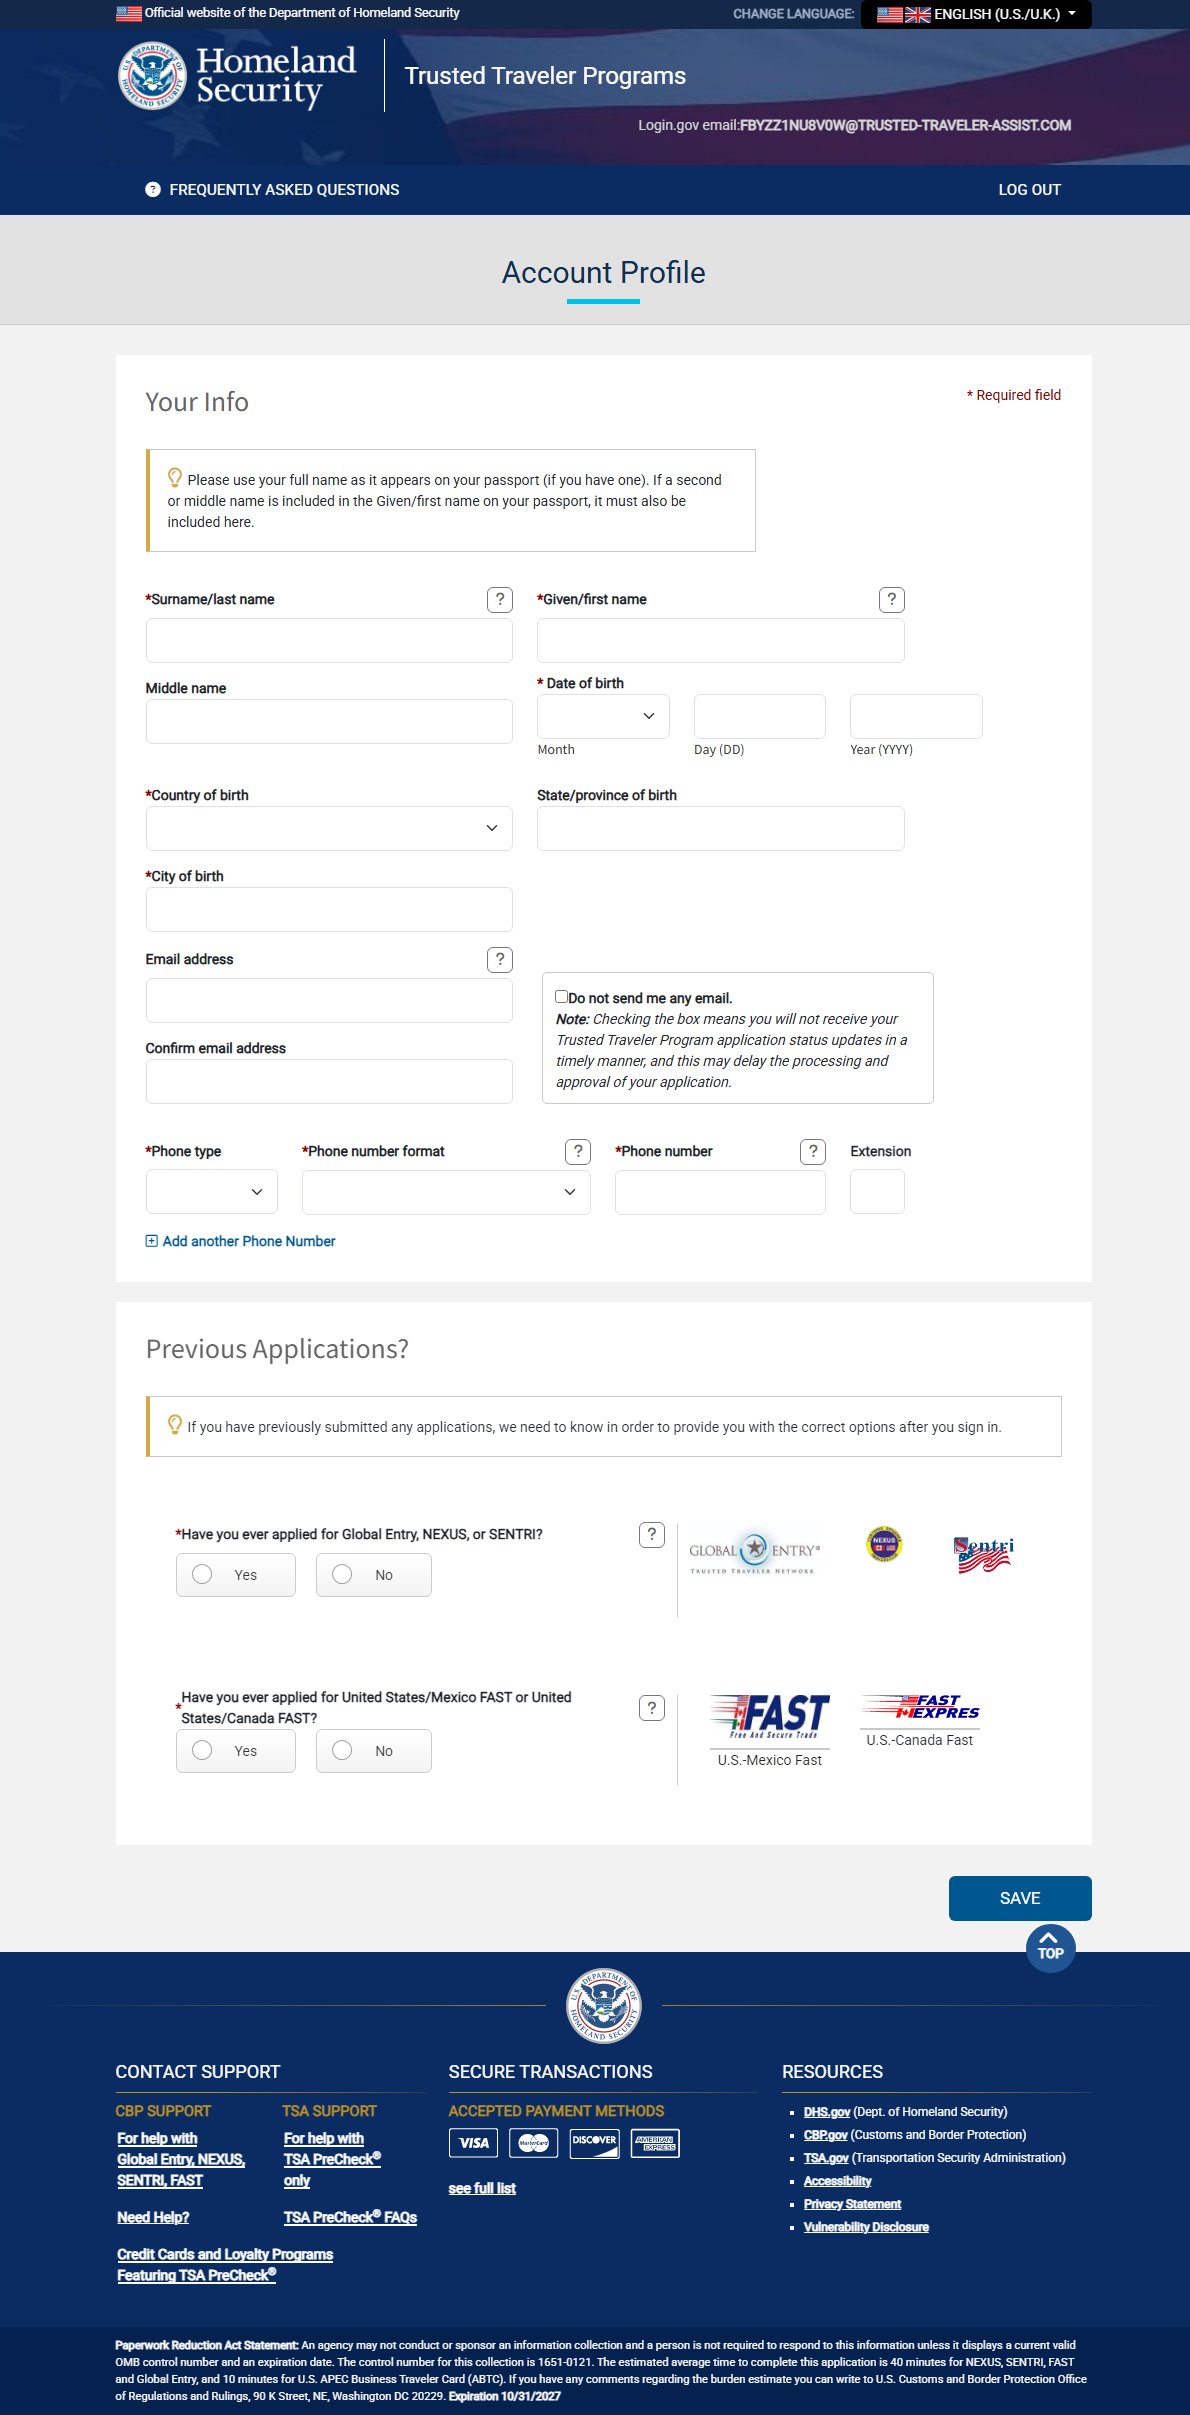 Official website of the Department of Homeland Security
CHANGE LANGUAGE: ENGLISH (U.S./U.K.)
Homeland
Security
Trusted Traveler Programs
Login.gov email:FBYZZ1NU8V0W@TRUSTED-TRAVELER-ASSIST.COM
? FREQUENTLY ASKED QUESTIONS
LOG OUT
Account Profile
Your Info
* Required field
Please use your full name as it appears on your passport (if you have one). If a second
or middle name is included in the Given/first name on your passport, it must also be
included here.
*Surname/last name ?
*Given/first name ?
Middle name
* Date of birth
Month
Day (DD)
Year (YYYY)
*Country of birth
State/province of birth
*City of birth
Email address ?
Do not send me any email.
Note: Checking the box means you will not receive your
Trusted Traveler Program application status updates in a
timely manner, and this may delay the processing and
approval of your application.
Confirm email address
*Phone type
*Phone number format ?
*Phone number ?
Extension
Add another Phone Number
Previous Applications?
If you have previously submitted any applications, we need to know in order to provide you with the correct options after you sign in.
*Have you ever applied for Global Entry, NEXUS, or SENTRI? ?
Yes
No
GLOBAL ENTRY®
TRUSTED TRAVELER NETWORK
NEXUS
Sentri
*Have you ever applied for United States/Mexico FAST or United
States/Canada FAST?
?
Yes
No
FAST
Free And Secure Trade
U.S.-Mexico Fast
FAST
EXPRES
U.S.-Canada Fast
SAVE
TOP
U.S. DEPARTMENT OF HOMELAND SECURITY
CONTACT SUPPORT
CBP SUPPORT
For help with
Global Entry, NEXUS,
SENTRI, FAST
Need Help?
TSA SUPPORT
For help with
TSA PreCheck®
only
TSA PreCheck® FAQs
Credit Cards and Loyalty Programs
Featuring TSA PreCheck®
SECURE TRANSACTIONS
ACCEPTED PAYMENT METHODS
VISA
MasterCard
DISCOVER
AMERICAN EXPRESS
see full list
RESOURCES
DHS.gov (Dept. of Homeland Security)
CBP.gov (Customs and Border Protection)
TSA.gov (Transportation Security Administration)
Accessibility
Privacy Statement
Vulnerability Disclosure
Paperwork Reduction Act Statement: An agency may not conduct or sponsor an information collection and a person is not required to respond to this information unless it displays a current valid
OMB control number and an expiration date. The control number for this collection is 1651-0121. The estimated average time to complete this application is 40 minutes for NEXUS, SENTRI, FAST
and Global Entry, and 10 minutes for U.S. APEC Business Traveler Card (ABTC). If you have any comments regarding the burden estimate you can write to U.S. Customs and Border Protection Office
of Regulations and Rulings, 90 K Street, NE, Washington DC 20229. Expiration 10/31/2027